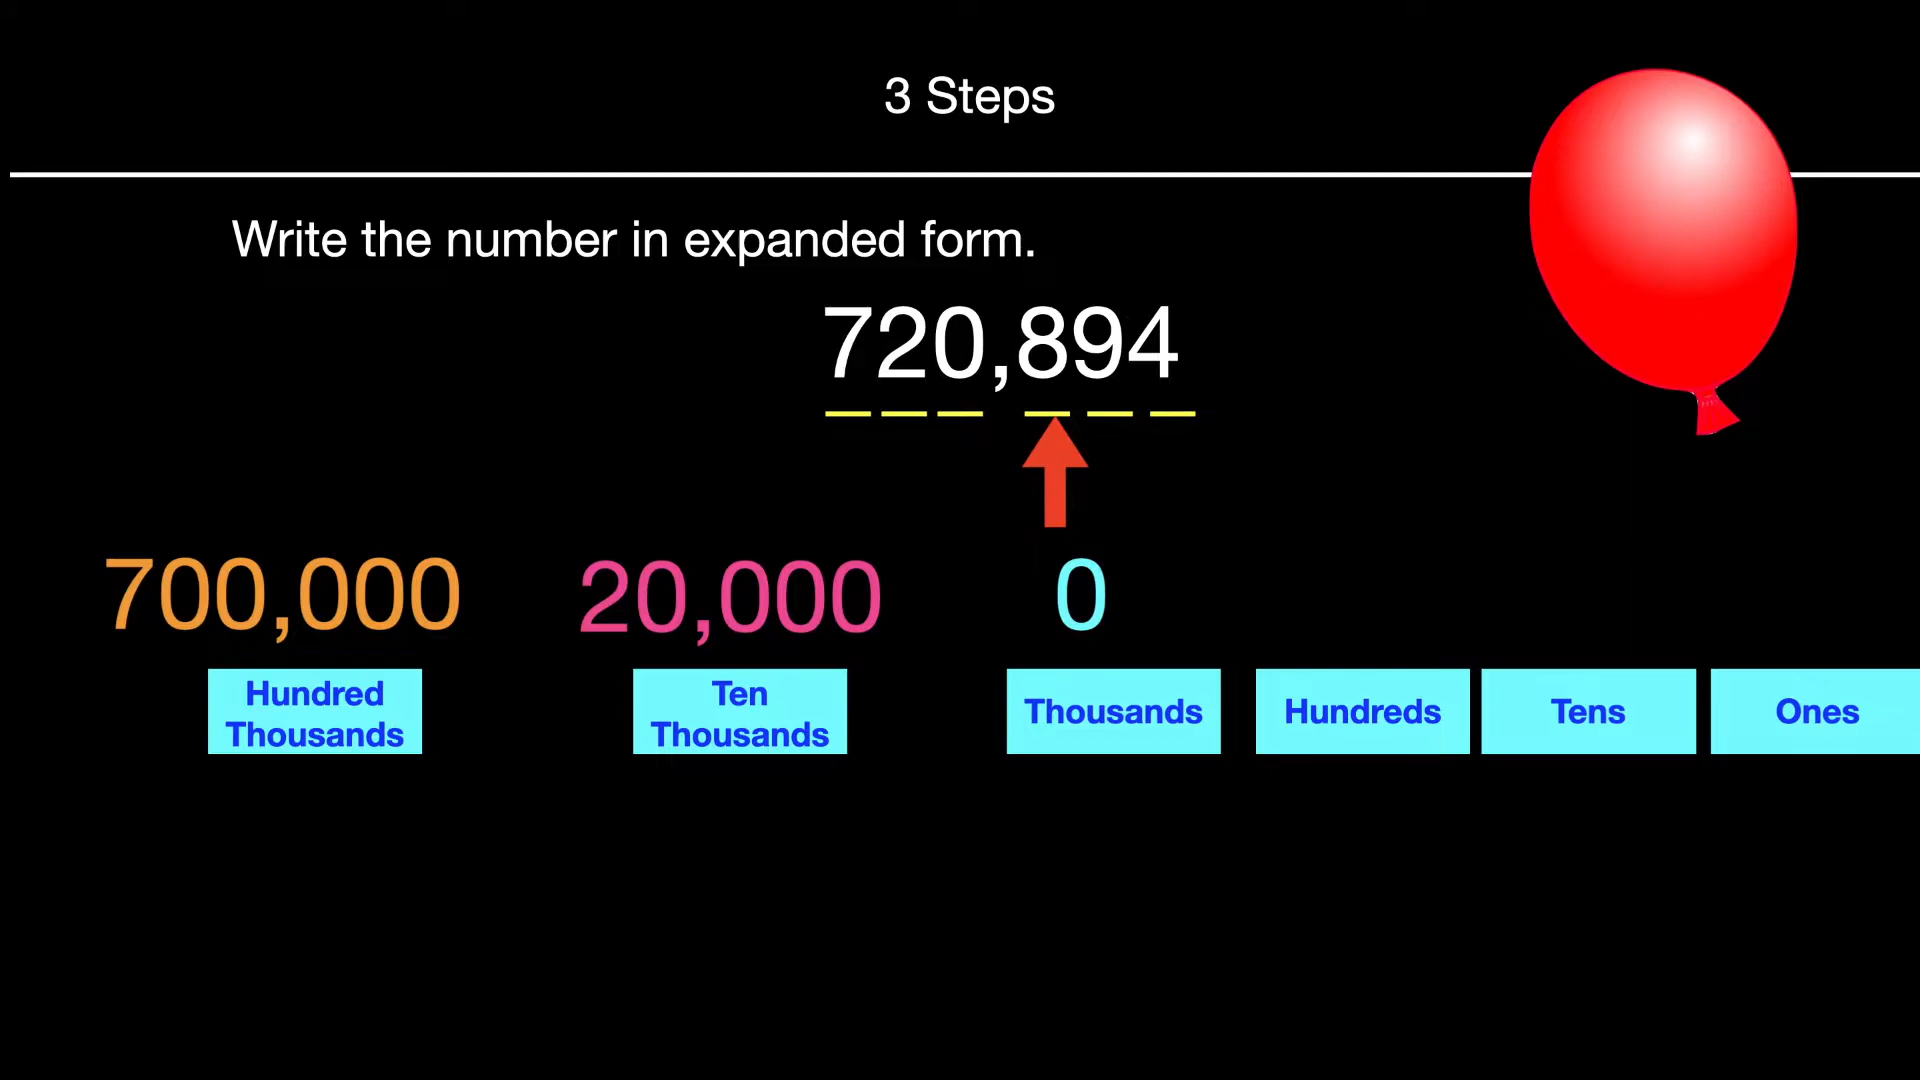 3 Steps
Write the number in expanded form.
720,894
700,000 20,000 0
Hundred Thousands
Ten Thousands
Thousands
Hundreds
Tens
Ones